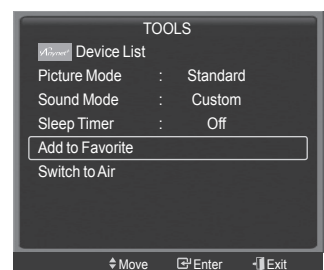 TOOLS
Device List
Picture Mode : Standard
Sound Mode : Custom
Sleep Timer : Off
Add to Favorite
Switch to Air
Move Enter Exit